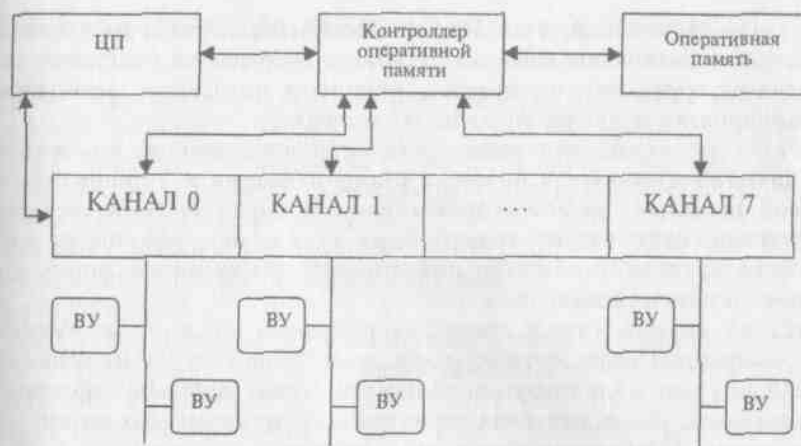 ЦП
Контроллер
оперативной
памяти
Оперативная
память
КАНАЛ 0
КАНАЛ 1
...
КАНАЛ 7
ВУ
ВУ
ВУ
ВУ
ВУ
ВУ